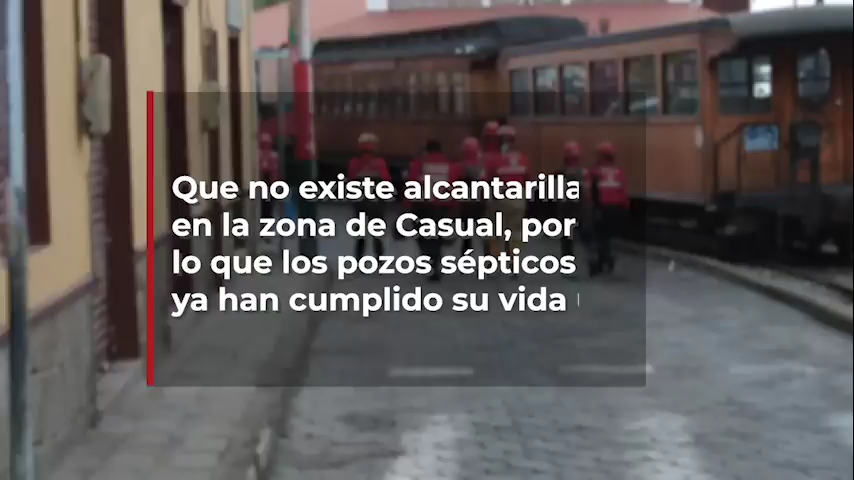 Que no existe alcantarilla
en la zona de Casual, por
lo que los pozos sépticos
ya han cumplido su vida